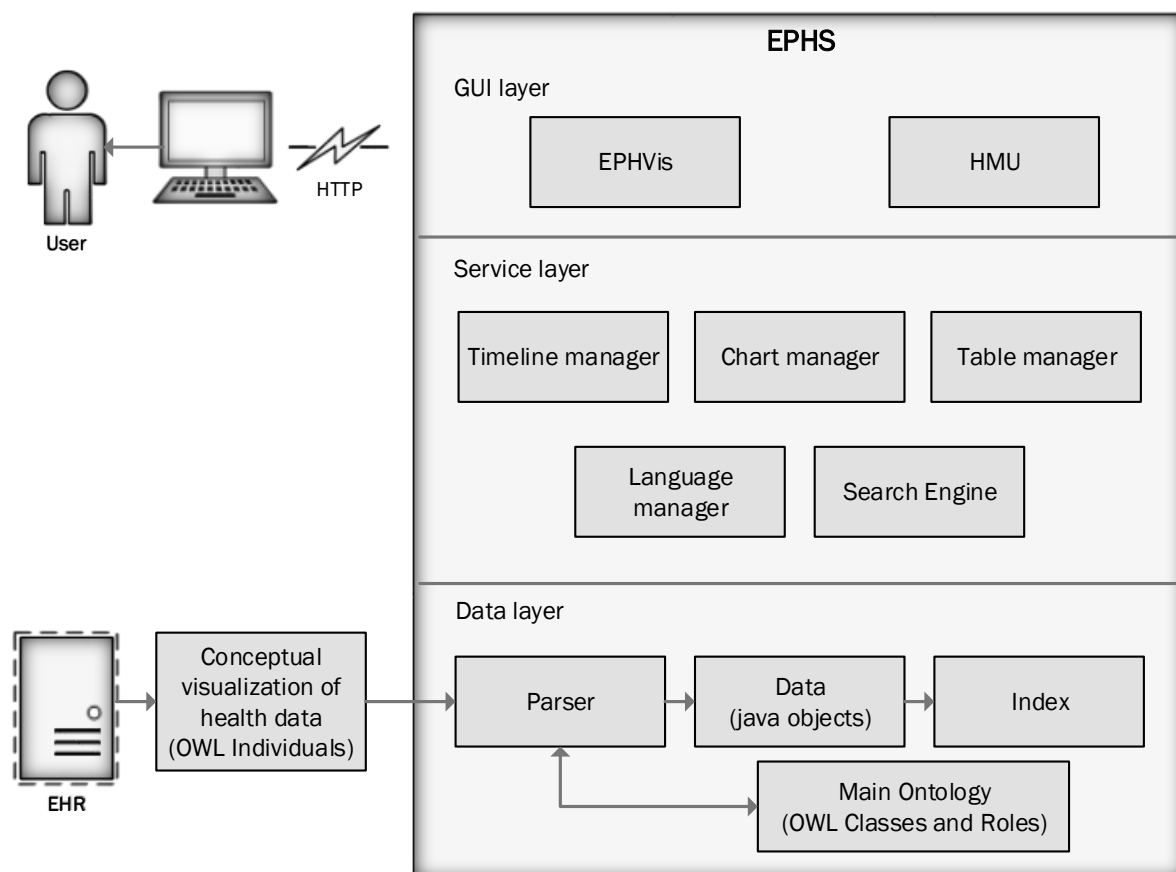 EPHS
GUI layer
EPHVis
HMU
HTTP
User
Service layer
Timeline manager
Chart manager
Table manager
Language
manager
Search Engine
Data layer
Conceptual
visualization of
health data
(OWL Individuals)
Parser
Data
(java objects)
Index
EHR
Main Ontology
(OWL Classes and Roles)